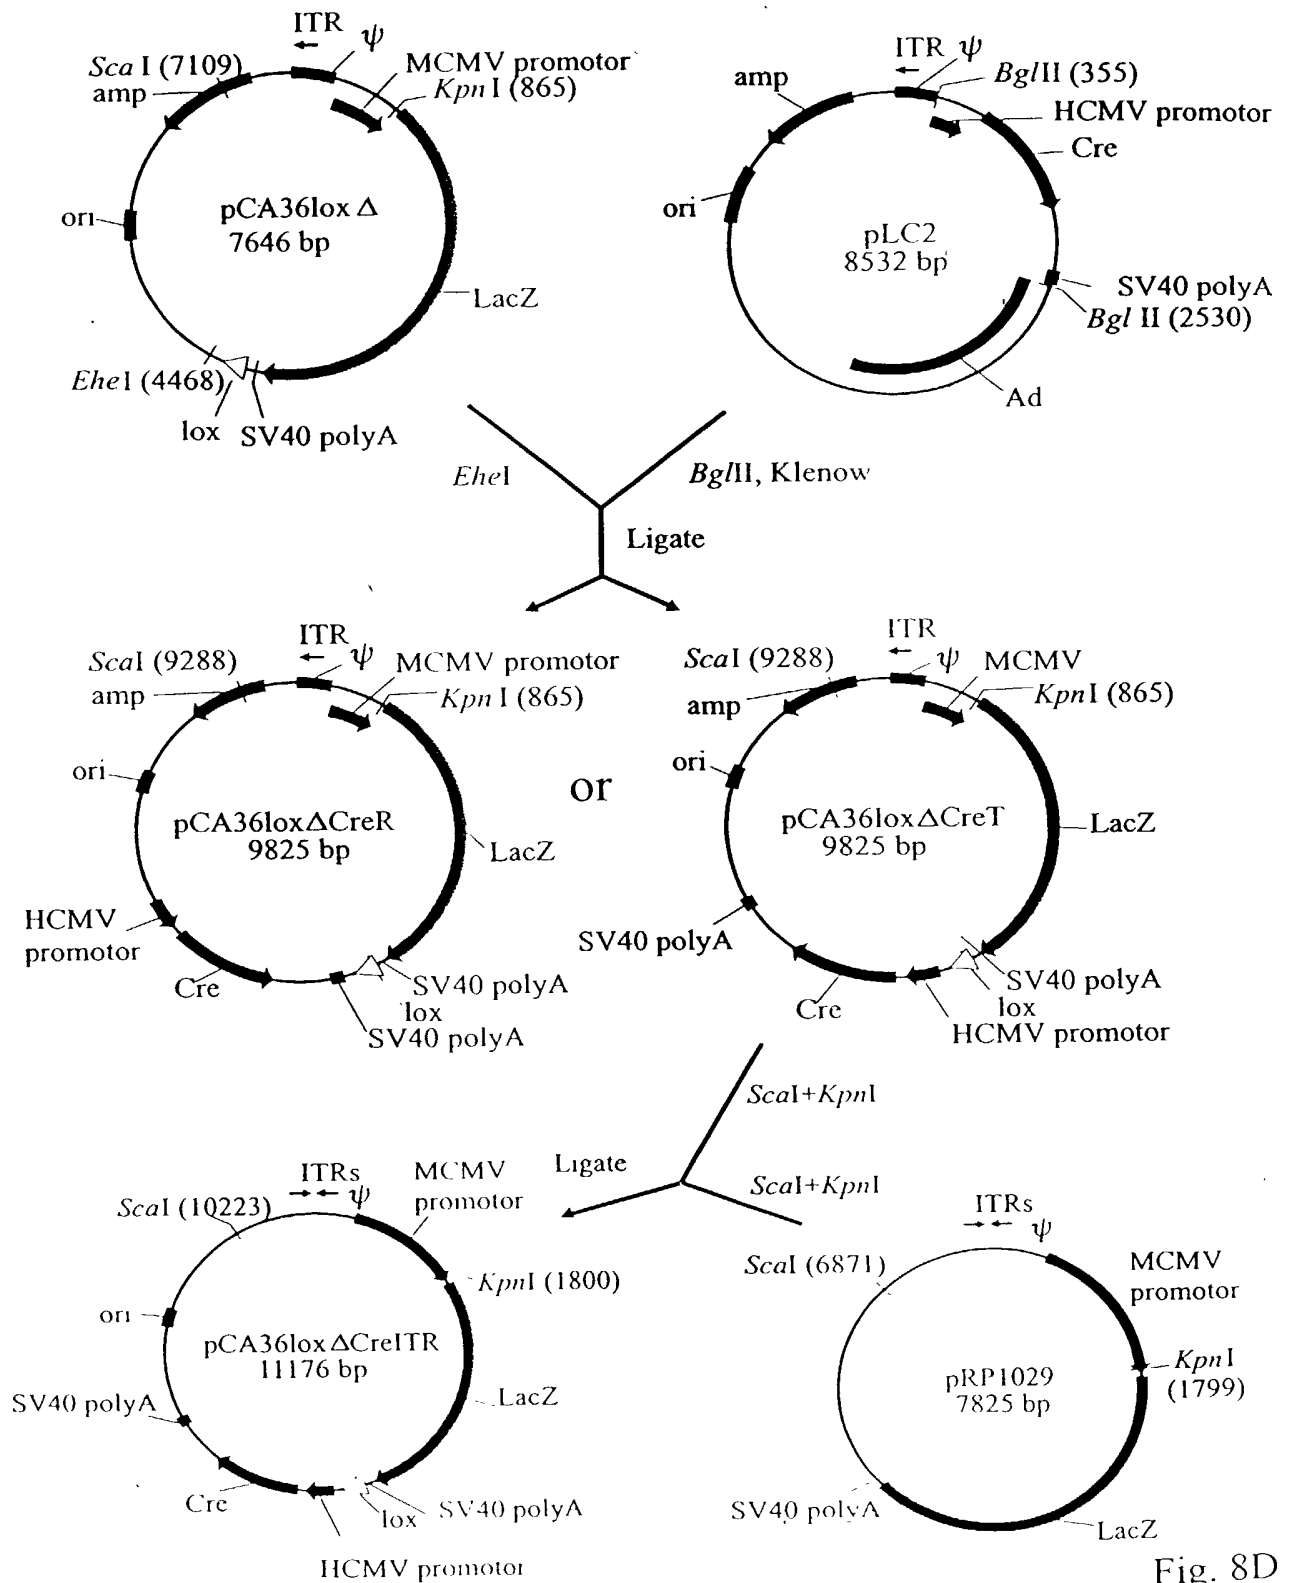 ITR
ψ
Sca I (7109)
amp
MCMV promotor
Kpn I (865)
ori
pCA36lox Δ
7646 bp
LacZ
EheI (4468)
lox
SV40 polyA
ITR ψ
BglII (355)
amp
HCMV promotor
Cre
ori
pLC2
8532 bp
SV40 polyA
Bgl II (2530)
Ad
EheI
BglII, Klenow
Ligate
ITR
ψ
ScaI (9288)
amp
MCMV promotor
Kpn I (865)
ori
pCA36loxΔCreR
9825 bp
LacZ
HCMV
promotor
Cre
SV40 polyA
lox
SV40 polyA
or
ITR
ψ
ScaI (9288)
amp
MCMV
KpnI (865)
ori
pCA36loxΔCreT
9825 bp
LacZ
SV40 polyA
Cre
SV40 polyA
lox
HCMV promotor
ScaI+KpnI
Ligate
ScaI+KpnI
ITRs
ψ
MCMV
promotor
ScaI (10223)
KpnI (1800)
ori
pCA36loxΔCreITR
11176 bp
LacZ
SV40 polyA
Cre
lox
SV40 polyA
HCMV promotor
ITRs
ψ
ScaI (6871)
MCMV
promotor
KpnI
(1799)
pRP1029
7825 bp
SV40 polyA
LacZ
Fig. 8D